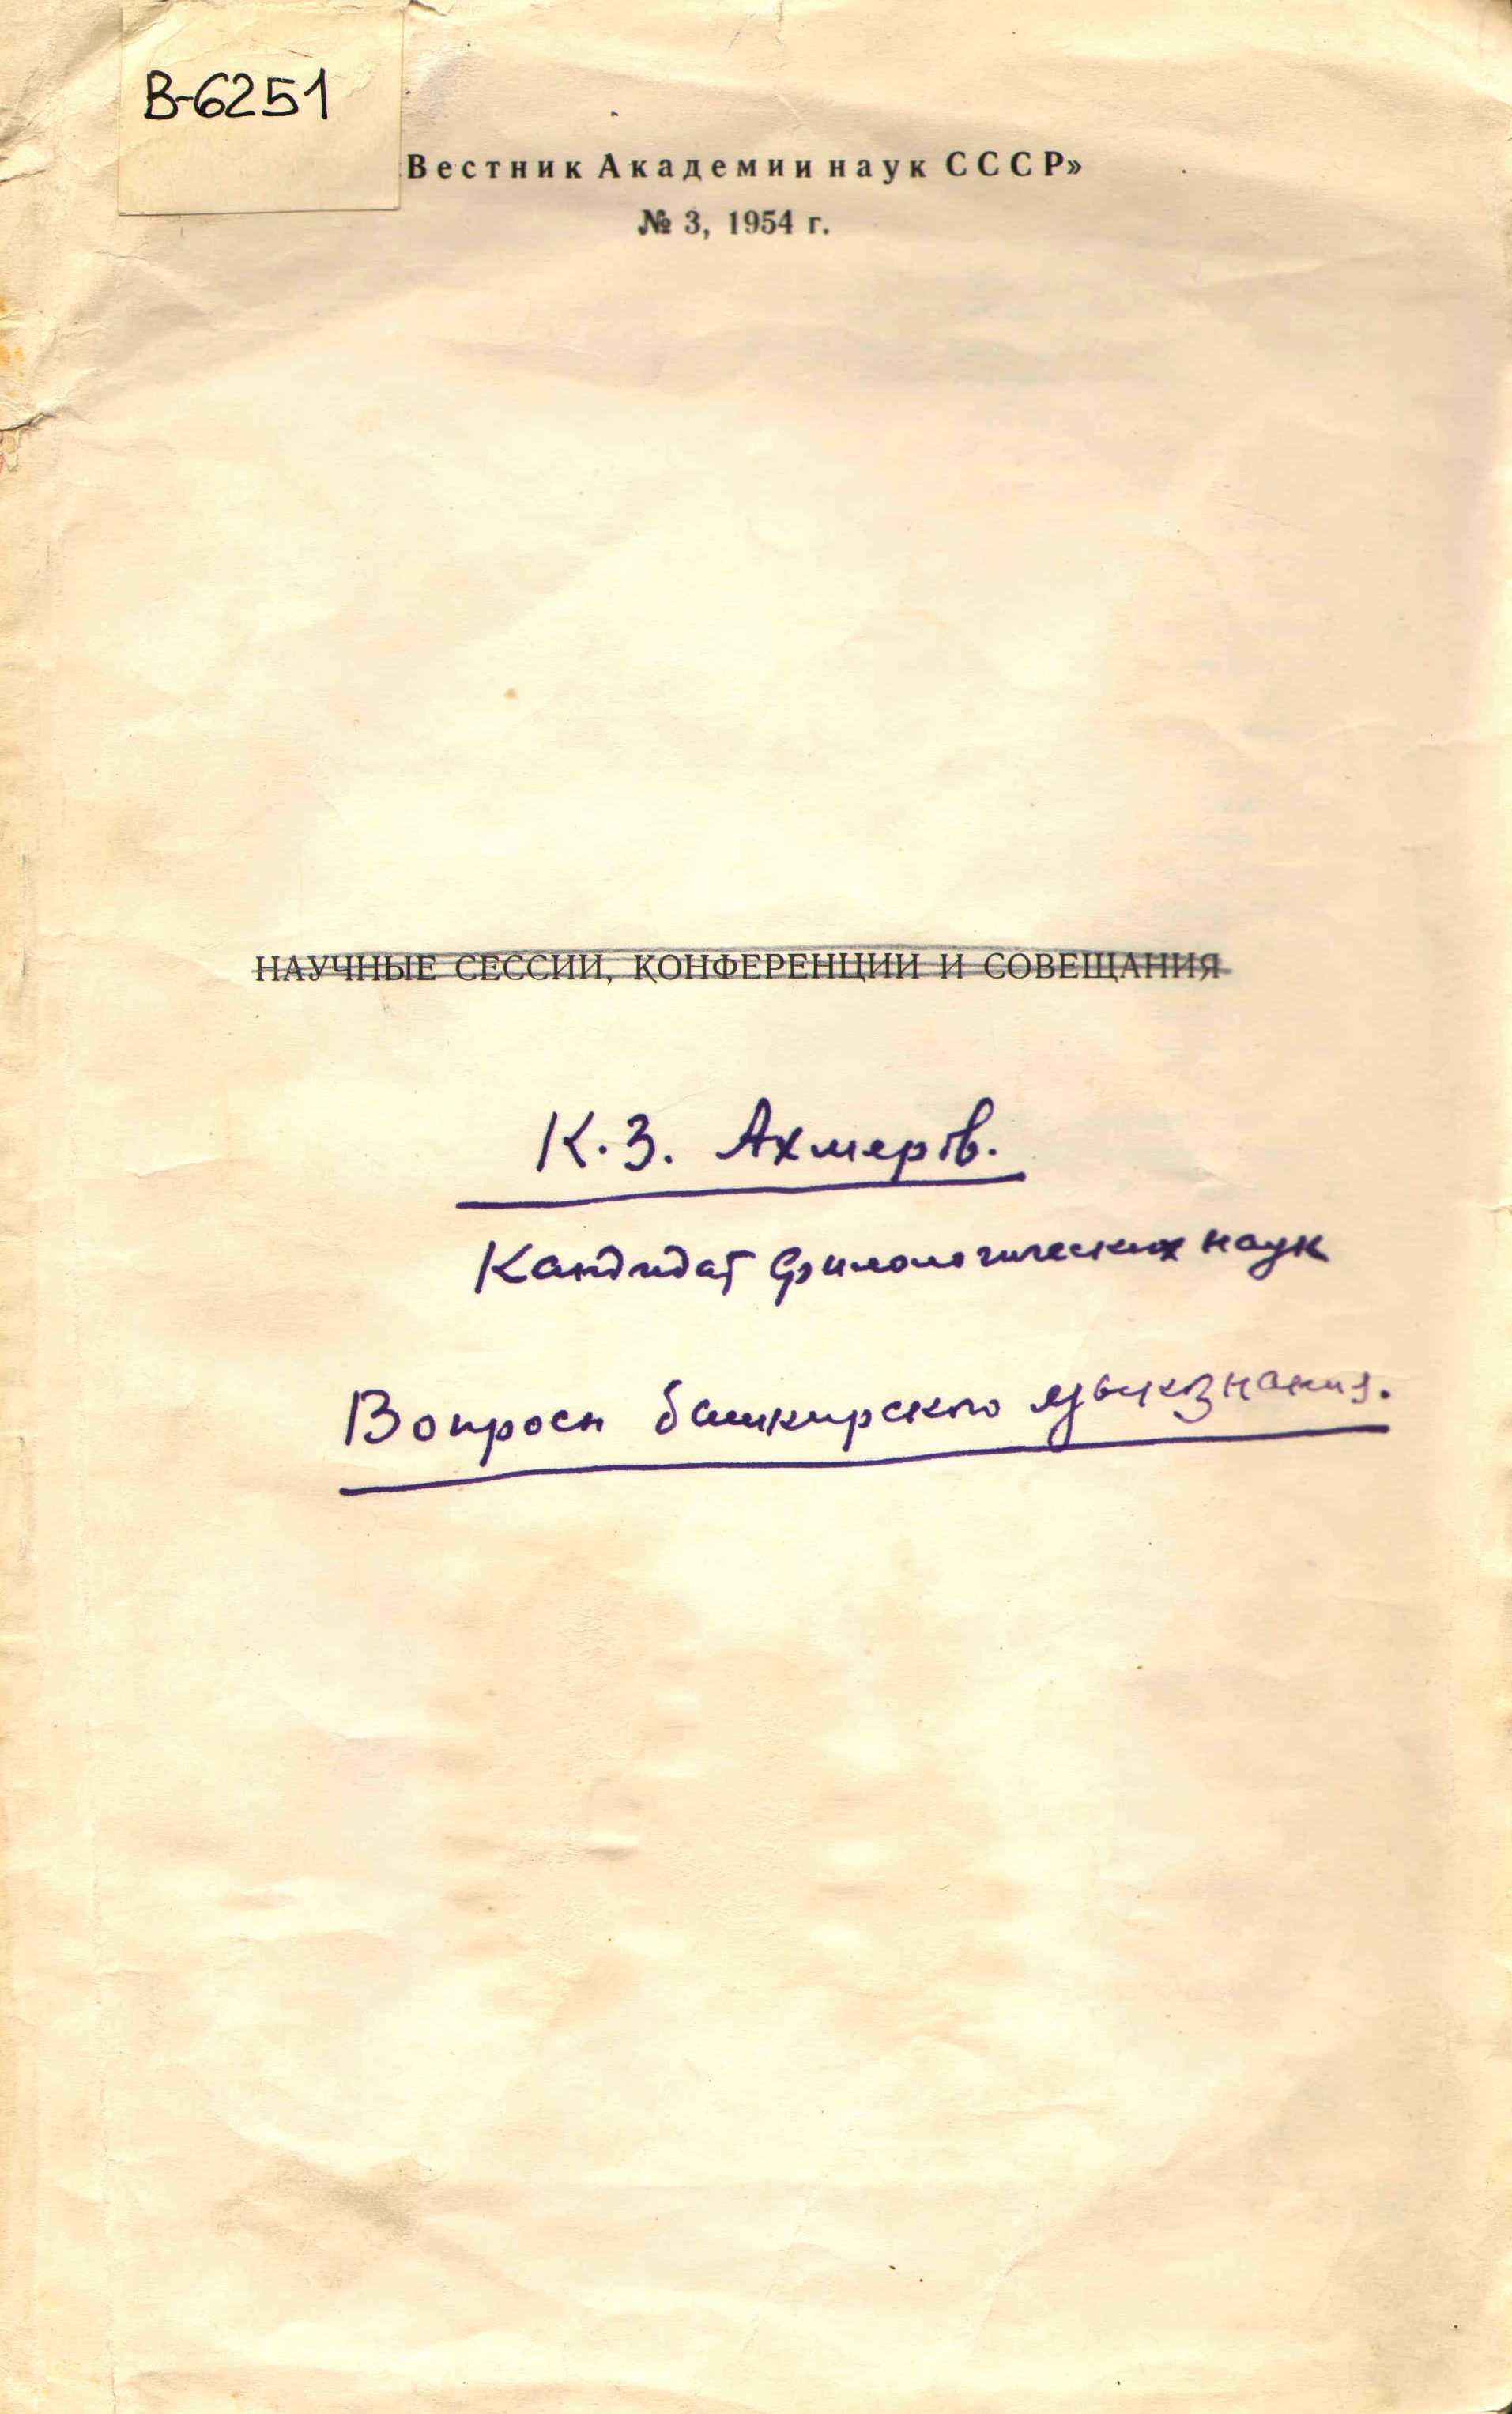 В-6251
Вестник Академии наук СССР»
№ 3, 1954 г.
НАУЧНЫЕ СЕССИИ, КОНФЕРЕНЦИИ И СОВЕЩАНИЯ
К.З. Ахмеров.
Кандидат филологических наук
Вопросы башкирского языкознания.